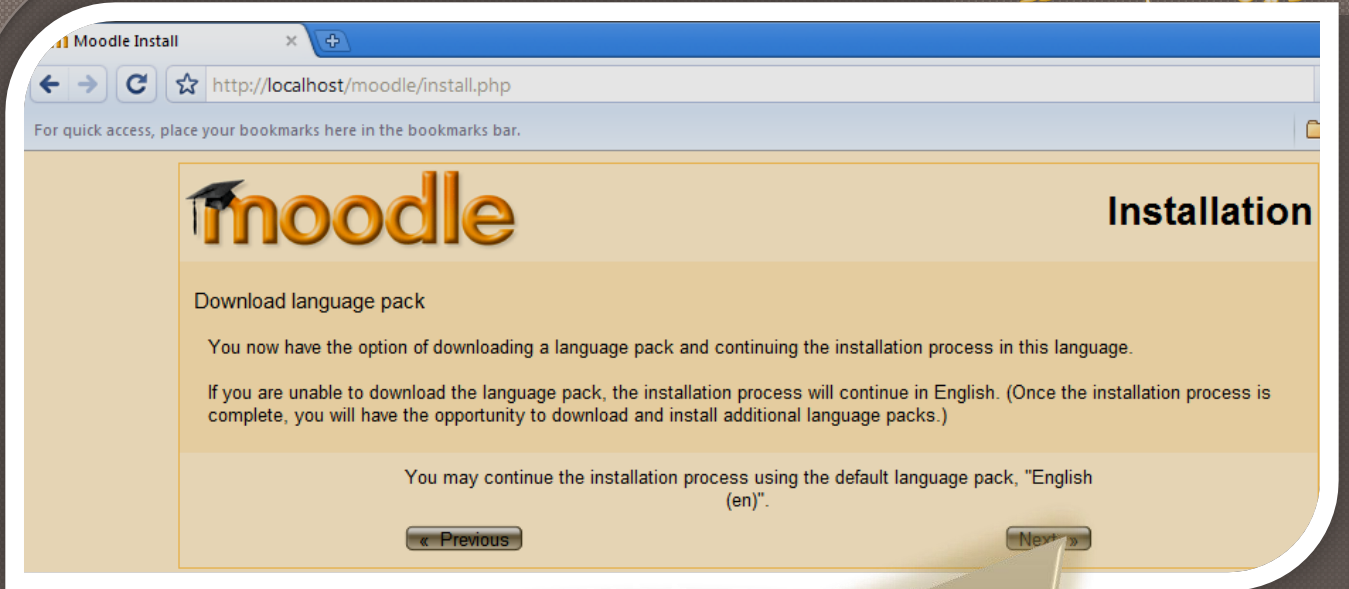 Moodle Install
http://localhost/moodle/install.php
For quick access, place your bookmarks here in the bookmarks bar.
moodle
Installation
Download language pack
You now have the option of downloading a language pack and continuing the installation process in this language.
If you are unable to download the language pack, the installation process will continue in English. (Once the installation process is
complete, you will have the opportunity to download and install additional language packs.)
You may continue the installation process using the default language pack, "English
(en)".
« Previous
Next »